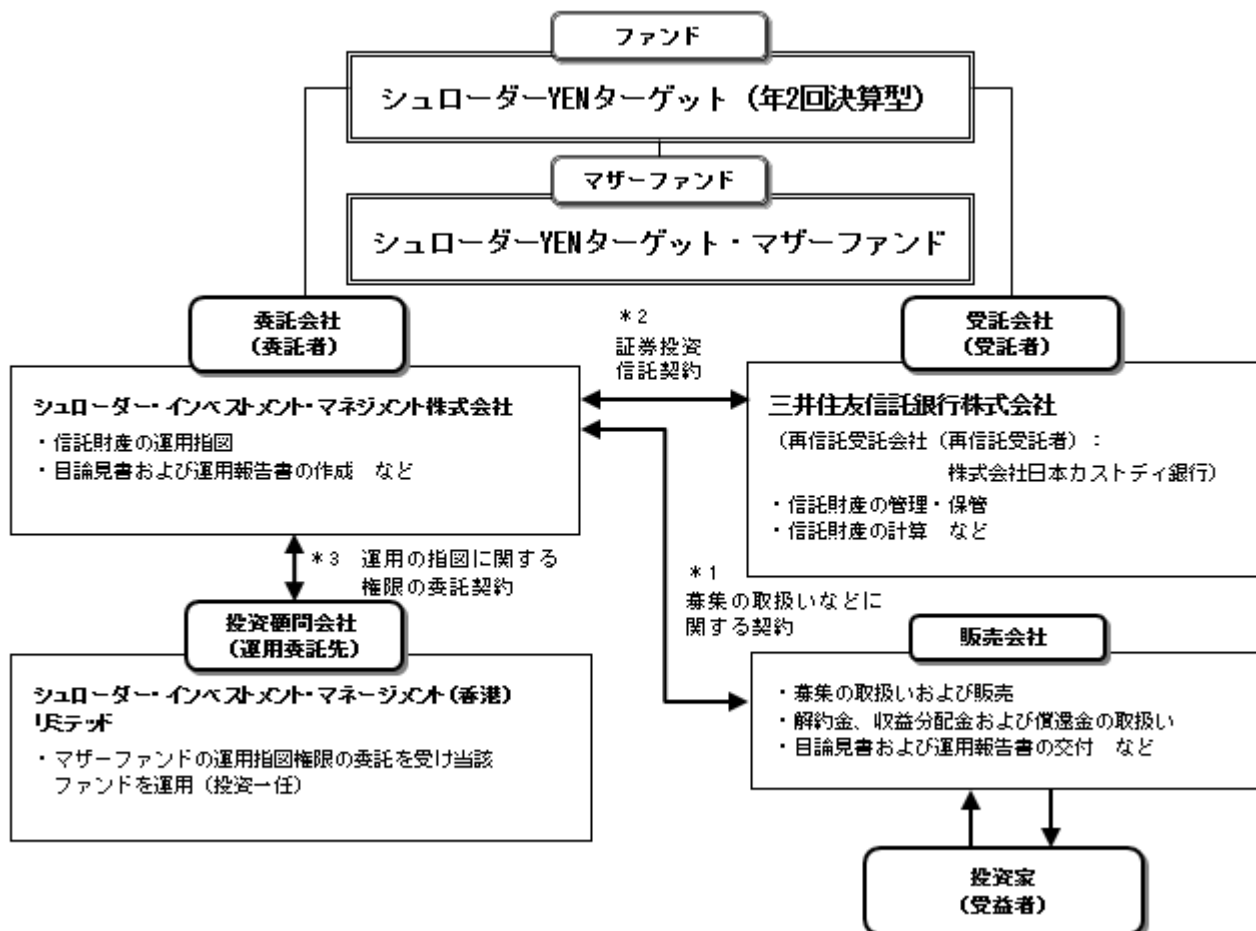 ファンド
シュローダーYENターゲット（年2回決算型）
マザーファンド
シュローダーYENターゲット・マザーファンド
委託会社
（委託者）
シュローダー・インベストメント・マネジメント株式会社
・信託財産の運用指図
・目論見書および運用報告書の作成　など
＊2
証券投資
信託契約
受託会社
（受託者）
三井住友信託銀行株式会社
（再信託受託会社（再信託受託者）：
株式会社日本カストディ銀行）
・信託財産の管理・保管
・信託財産の計算　など
＊3　運用の指図に関する
権限の委託契約
＊1
募集の取扱いなどに
関する契約
投資顧問会社
（運用委託先）
シュローダー・インベストメント・マネージメント（香港）
リミテッド
・マザーファンドの運用指図権限の委託を受け当該
ファンドを運用（投資一任）
販売会社
・募集の取扱いおよび販売
・解約金、収益分配金および償還金の取扱い
・目論見書および運用報告書の交付　など
投資家
（受益者）